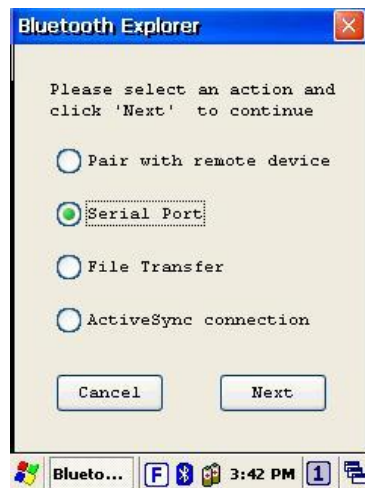 Bluetooth Explorer
Please select an action and
click 'Next' to continue
Pair with remote device
Serial Port
File Transfer
ActiveSync connection
Cancel
Next
Blueto... F 3:42 PM 1